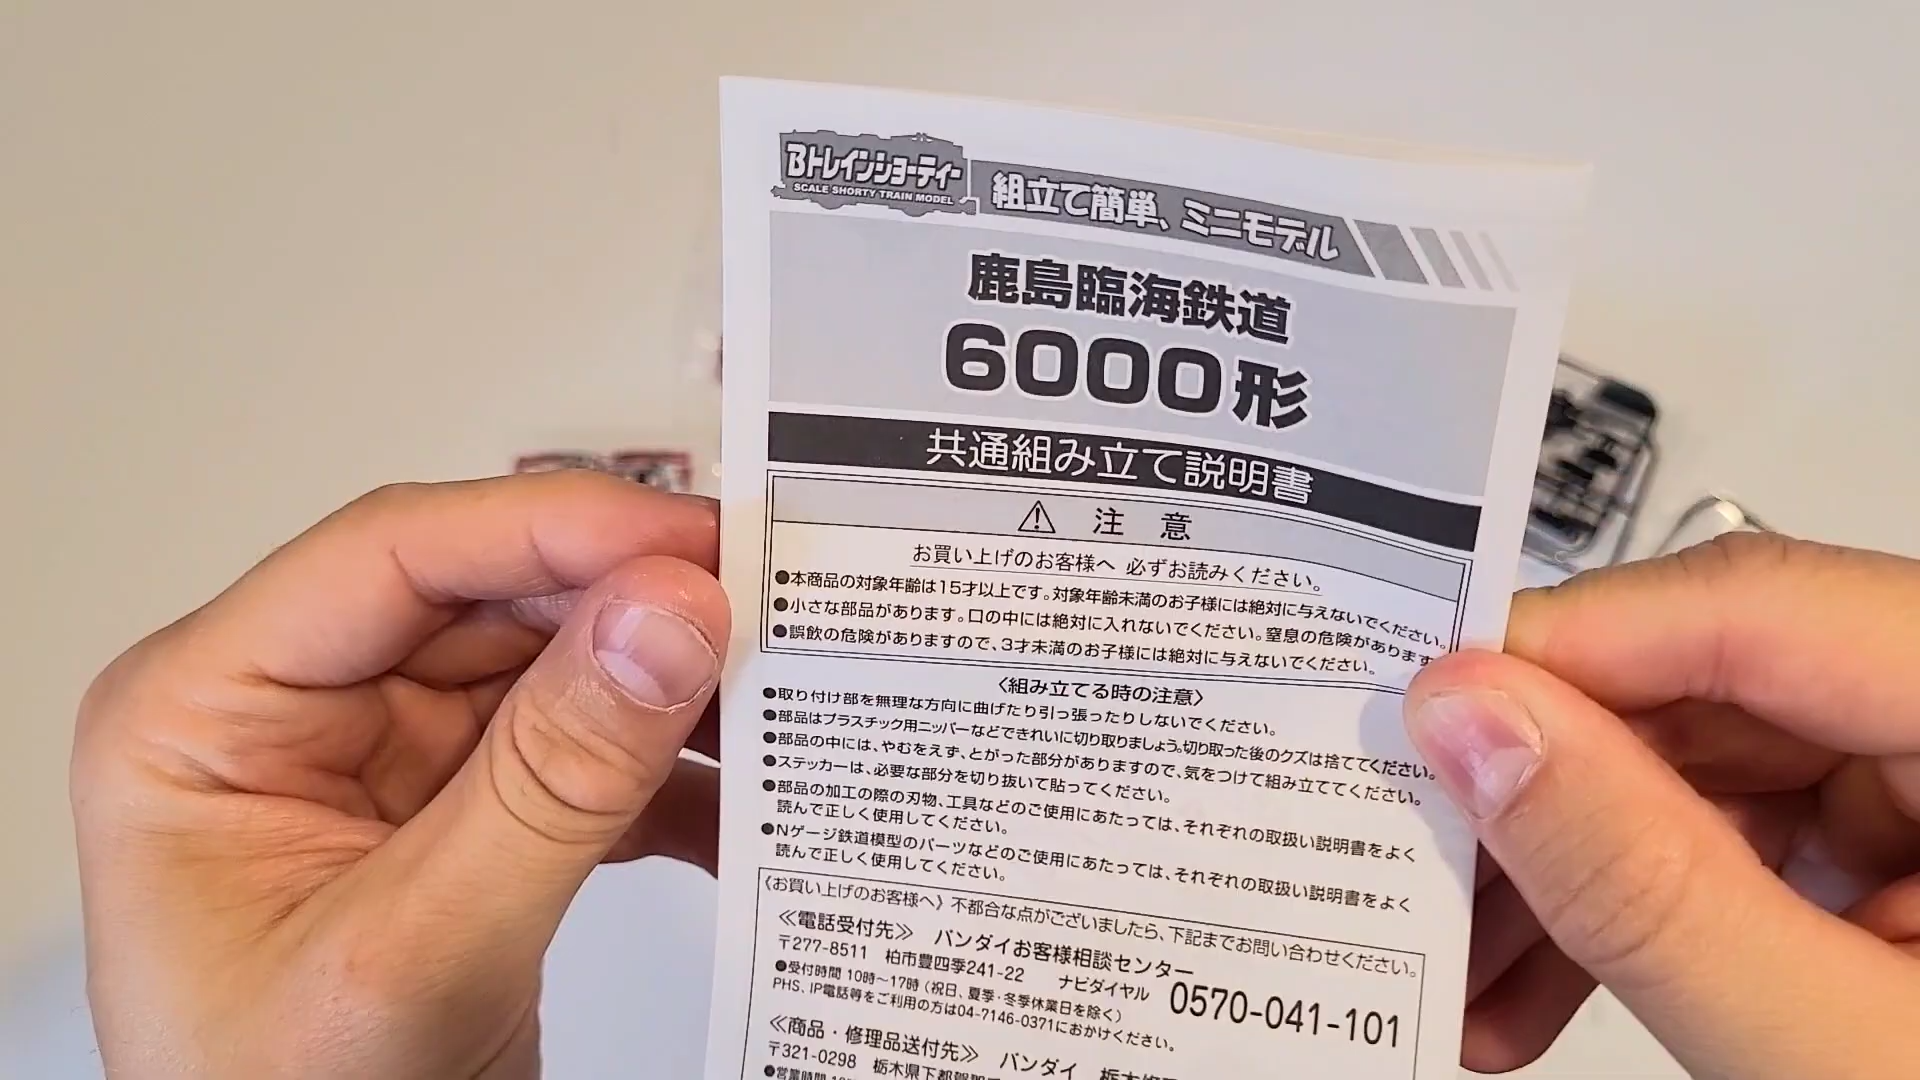 Bトレインショーティー
SCALE SHORTY TRAIN MODEL
組立て簡単、ミニモデル
鹿島臨海鉄道
6000形
共通組み立て説明書
⚠ 注 意
お買い上げのお客様へ 必ずお読みください。
●本商品の対象年齢は15才以上です。対象年齢未満のお子様には絶対に与えないでください。
●小さな部品があります。口の中には絶対に入れないでください。窒息の危険があります。
●誤飲の危険がありますので、3才未満のお子様には絶対に与えないでください。
〈組み立てる時の注意〉
●取り付け部を無理な方向に曲げたり引っ張ったりしないでください。
●部品はプラスチック用ニッパーなどできれいに切り取りましょう。切り取った後のクズは捨ててください。
●部品の中には、やむをえず、とがった部分がありますので、気をつけて組み立ててください。
●ステッカーは、必要な部分を切り抜いて貼ってください。
●部品の加工の際の刃物、工具などのご使用にあたっては、それぞれの取扱い説明書をよく
読んで正しく使用してください。
●Nゲージ鉄道模型のパーツなどのご使用にあたっては、それぞれの取扱い説明書をよく
読んで正しく使用してください。
《お買い上げのお客様へ》不都合な点がございましたら、下記までお問い合わせください。
≪電話受付先≫ バンダイお客様相談センター
〒277-8511 柏市豊四季241-22 ナビダイヤル 0570-041-101
●受付時間 10時〜17時(祝日、夏季・冬季休業日を除く)
PHS、IP電話等をご利用の方は04-7146-0371におかけください。
≪商品・修理品送付先≫ バンダイ 栃木
〒321-0298 栃木県下都賀郡
●営業時間